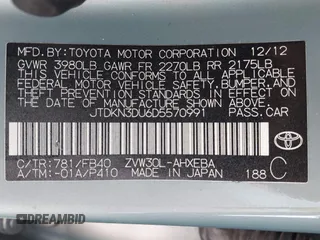 MFD.BY:TOYOTA MOTOR CORPORATION 12/12
GVWR 3980LB GAWR FR 2270LB RR 2175LB
THIS VEHICLE CONFORMS TO ALL APPLICABLE
FEDERAL MOTOR VEHICLE SAFETY, BUMPER, AND
THEFT PREVENTION STANDARDS IN EFFECT ON
THE DATE OF MANUFACTURE SHOWN ABOVE.
JTDKN3DU6D5570991 PASS.CAR
TOYOTA
C/TR:781/FB40 ZVW30L-AHXEBA C
A/TM:-01A/P410 MADE IN JAPAN 188
DREAMBID